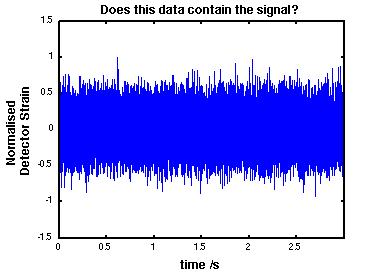 Does this data contain the signal?
1.5
1
0.5
0
-0.5
-1
-1.5
Normalised
Detector Strain
0 0.5 1 1.5 2 2.5
time /s